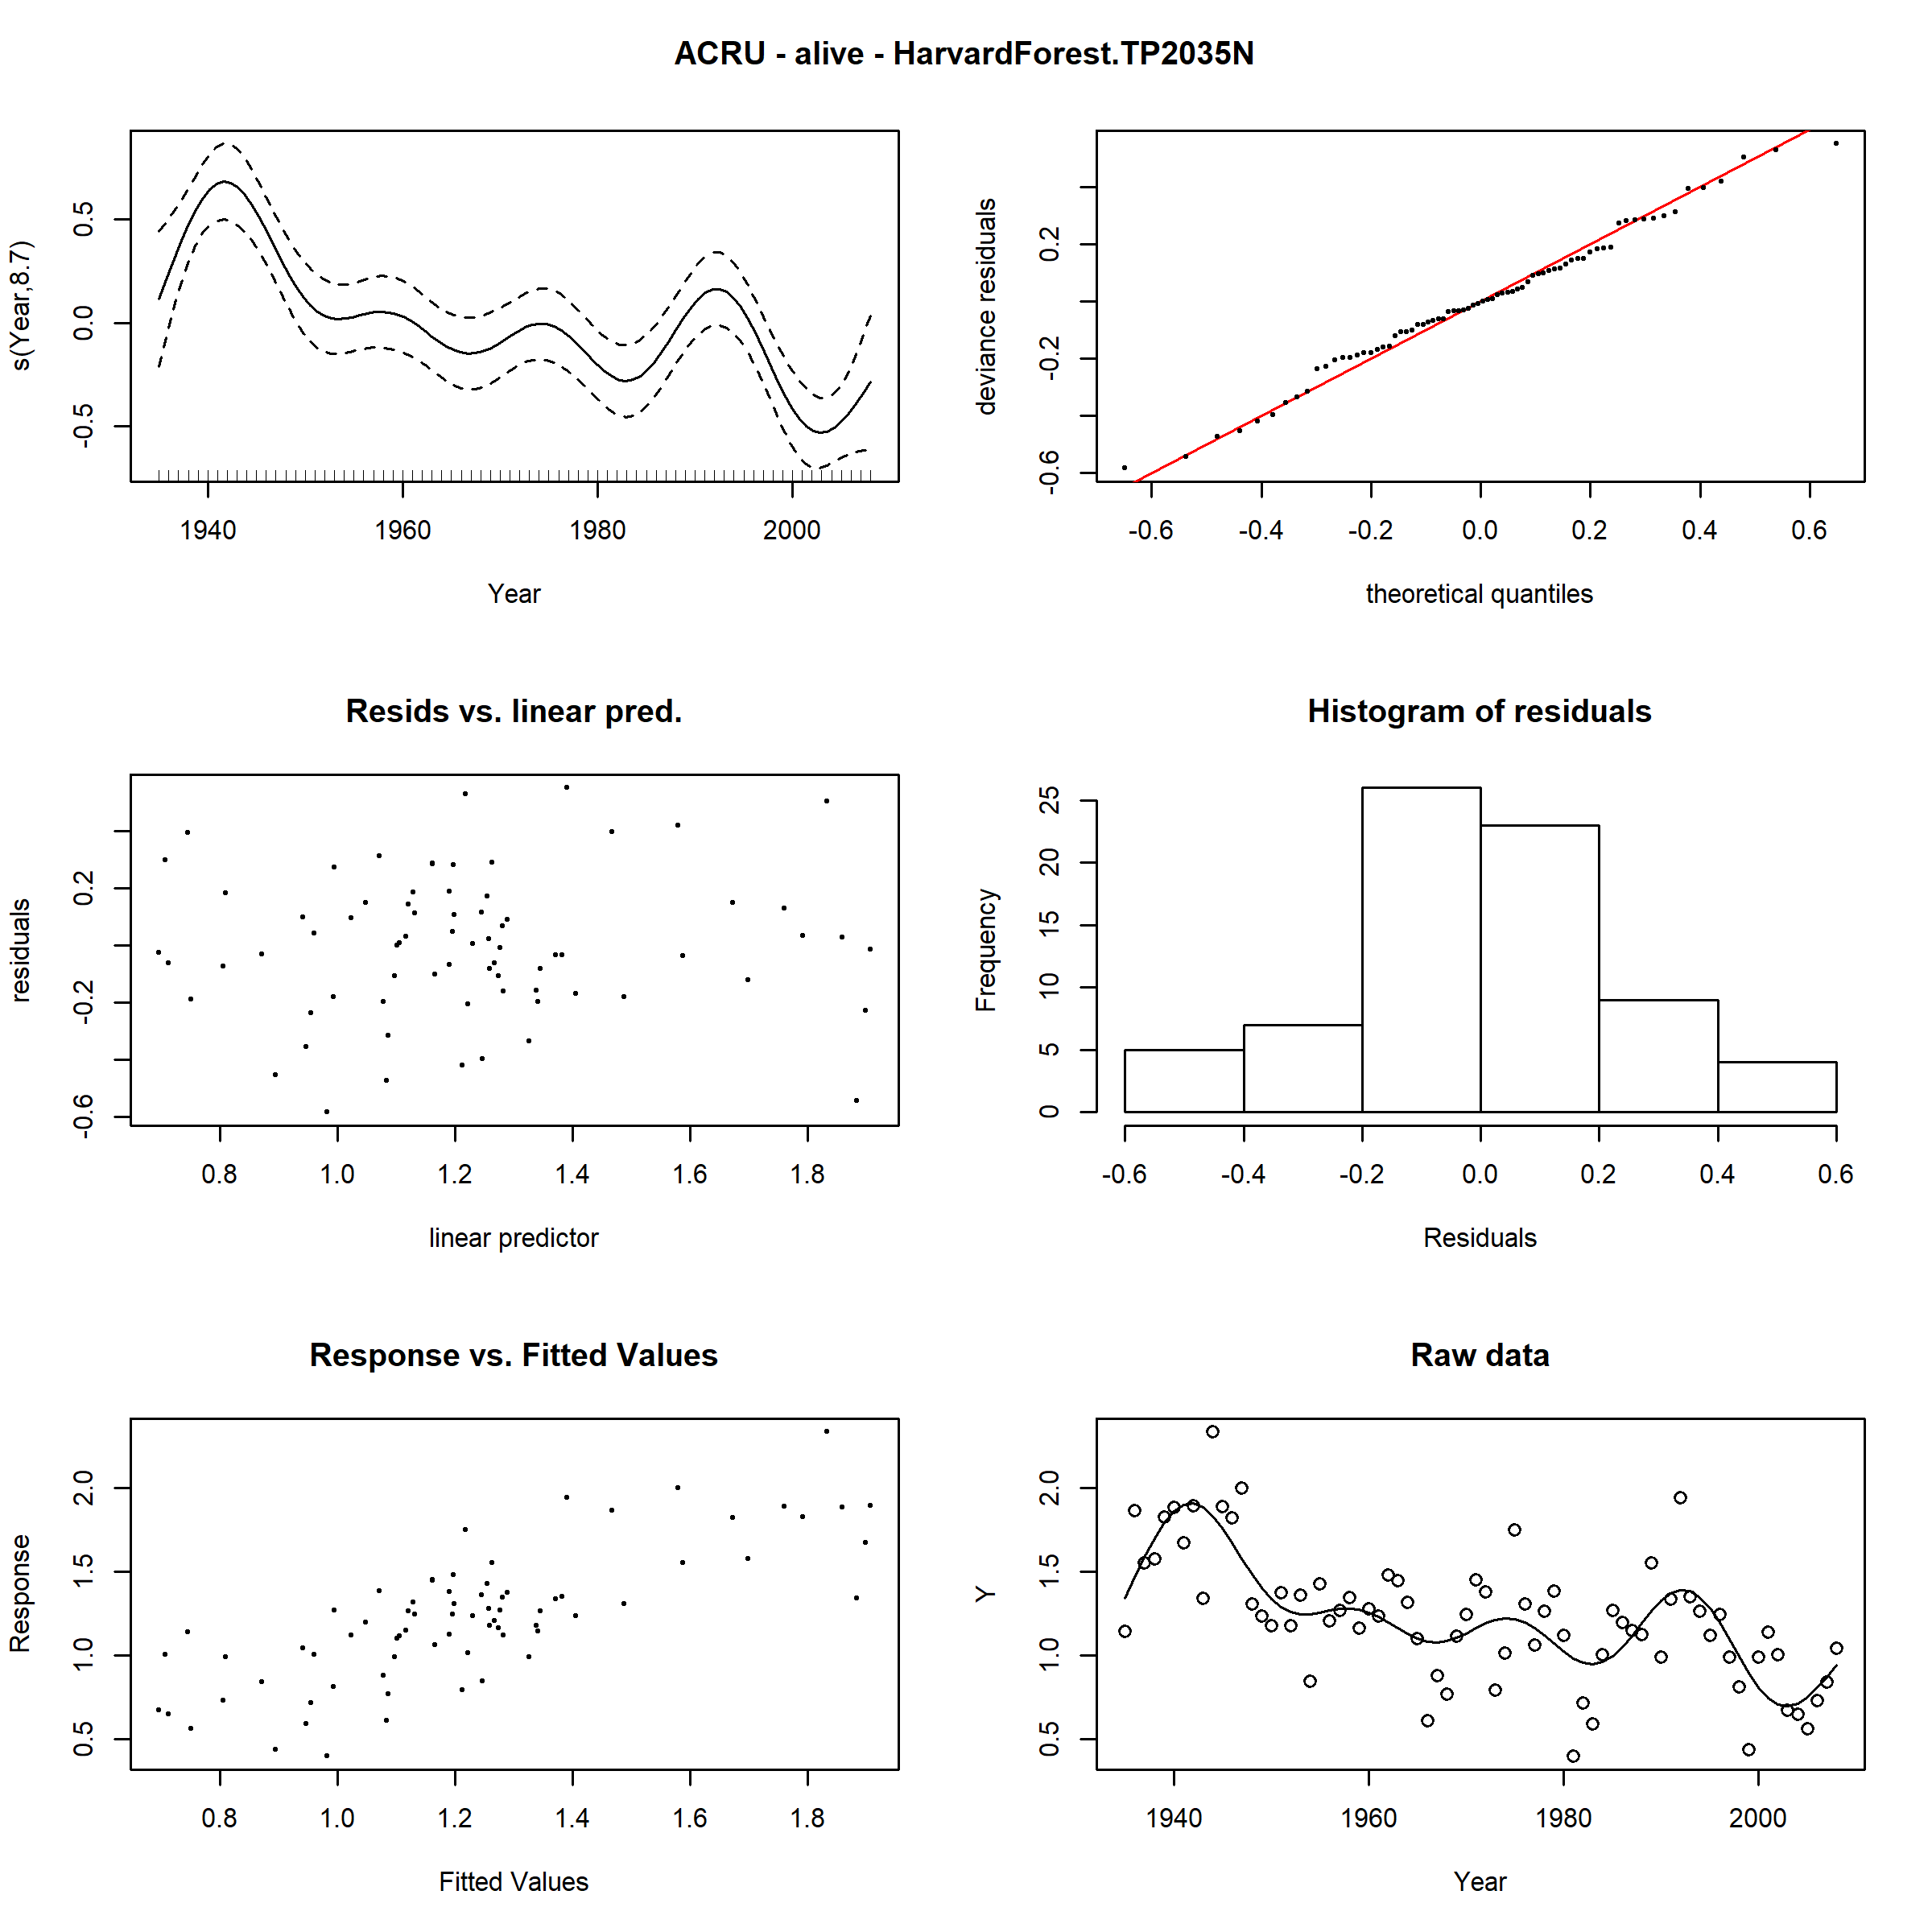 ACRU - alive - HarvardForest.TP2035N
s(Year,8.7)
0.5
0.0
-0.5
1940 1960 1980 2000
Year
deviance residuals
0.2
-0.2
-0.6
-0.6 -0.4 -0.2 0.0 0.2 0.4 0.6
theoretical quantiles
Resids vs. linear pred.
residuals
0.2
-0.2
-0.6
0.8 1.0 1.2 1.4 1.6 1.8
linear predictor
Histogram of residuals
Frequency
25
20
15
10
5
0
-0.6 -0.4 -0.2 0.0 0.2 0.4 0.6
Residuals
Response vs. Fitted Values
Response
2.0
1.5
1.0
0.5
0.8 1.0 1.2 1.4 1.6 1.8
Fitted Values
Raw data
Y
2.0
1.5
1.0
0.5
1940 1960 1980 2000
Year